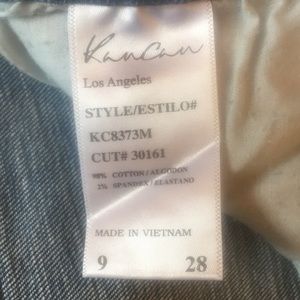 KanCan
Los Angeles
STYLE/ESTILO#
KC8373M
CUT# 30161
98% COTTON/ALGODON
2% SPANDEX/ELASTANO
MADE IN VIETNAM
9 28